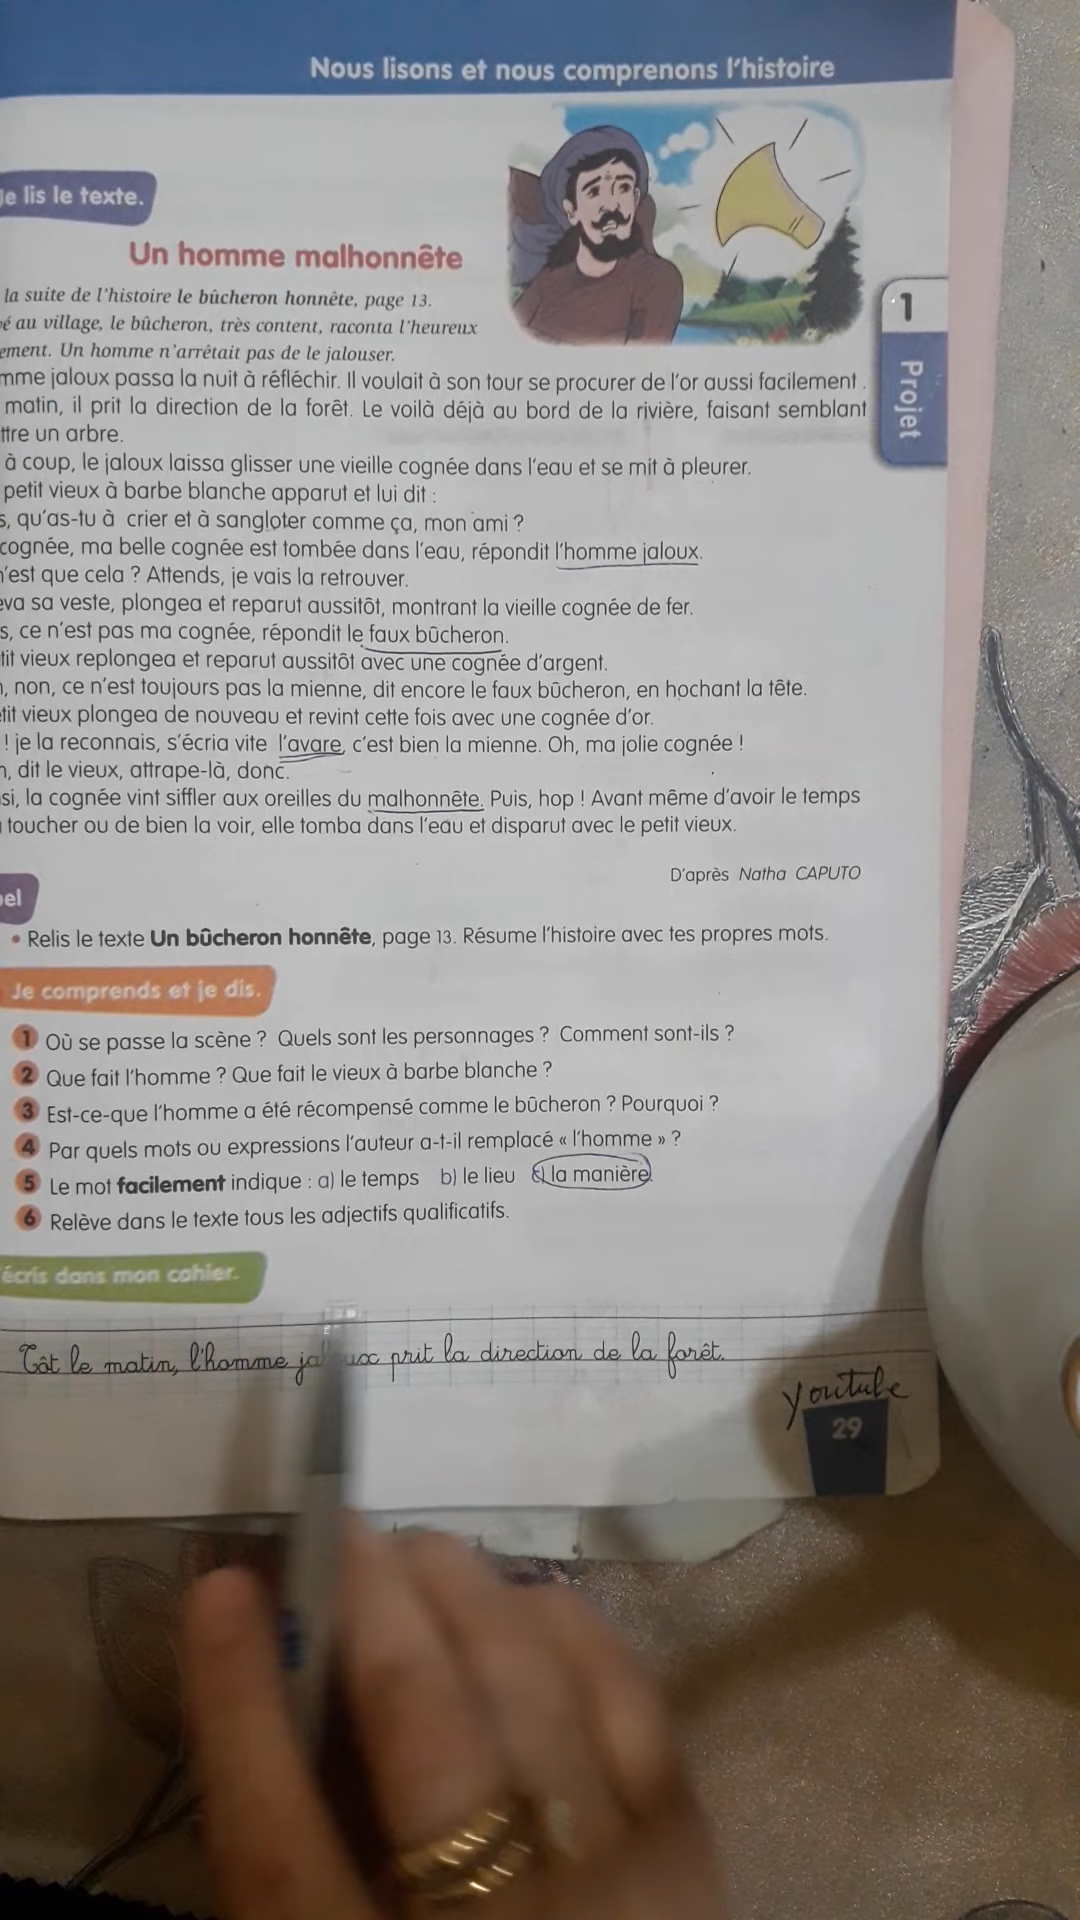 Nous lisons et nous comprenons l'histoire
Je lis le texte.
Un homme malhonnête
la suite de l'histoire le bûcheron honnête, page 13.
é au village, le bûcheron, très content, raconta l'heureux
ement. Un homme n'arrêtait pas de le jalouser.
mme jaloux passa la nuit à réfléchir. Il voulait à son tour se procurer de l'or aussi facilement .
matin, il prit la direction de la forêt. Le voilà déjà au bord de la rivière, faisant semblant
ttre un arbre.
à coup, le jaloux laissa glisser une vieille cognée dans l'eau et se mit à pleurer.
petit vieux à barbe blanche apparut et lui dit :
s, qu'as-tu à crier et à sangloter comme ça, mon ami ?
cognée, ma belle cognée est tombée dans l'eau, répondit l'homme jaloux.
n'est que cela ? Attends, je vais la retrouver.
eva sa veste, plongea et reparut aussitôt, montrant la vieille cognée de fer.
s, ce n'est pas ma cognée, répondit le faux bûcheron.
tit vieux replongea et reparut aussitôt avec une cognée d'argent.
n, non, ce n'est toujours pas la mienne, dit encore le faux bûcheron, en hochant la tête.
etit vieux plongea de nouveau et revint cette fois avec une cognée d'or.
! je la reconnais, s'écria vite l'avare, c'est bien la mienne. Oh, ma jolie cognée !
n, dit le vieux, attrape-là, donc.
si, la cognée vint siffler aux oreilles du malhonnête. Puis, hop ! Avant même d'avoir le temps
toucher ou de bien la voir, elle tomba dans l'eau et disparut avec le petit vieux.
D'après Natha CAPUTO
1
Projet
pel
• Relis le texte Un bûcheron honnête, page 13. Résume l'histoire avec tes propres mots.
Je comprends et je dis.
1 Où se passe la scène ? Quels sont les personnages ? Comment sont-ils ?
2 Que fait l'homme ? Que fait le vieux à barbe blanche ?
3 Est-ce-que l'homme a été récompensé comme le bûcheron ? Pourquoi ?
4 Par quels mots ou expressions l'auteur a-t-il remplacé « l'homme » ?
5 Le mot facilement indique : a) le temps b) le lieu c) la manière.
6 Relève dans le texte tous les adjectifs qualificatifs.
écris dans mon cahier.
Tôt le matin, l'homme jaloux prit la direction de la forêt.
youtube
29